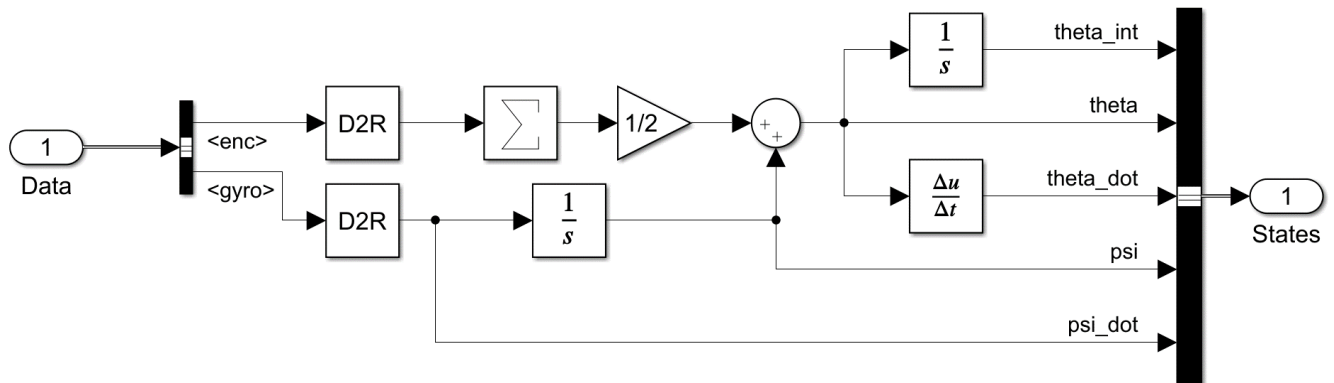 1
Data
<enc>
<gyro>
D2R
D2R
∑
1/2
1
s
+
+
1
s
Δu
Δt
theta_int
theta
theta_dot
psi
psi_dot
1
States